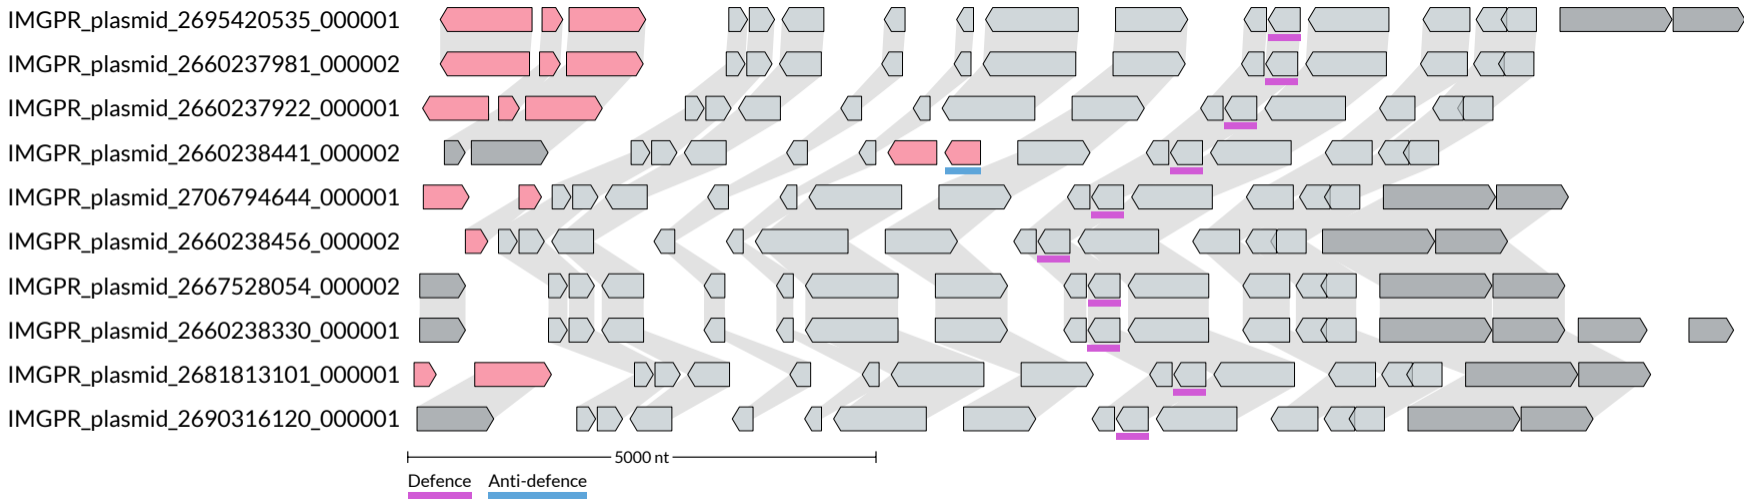 IMGPR_plasmid_2695420535_000001
IMGPR_plasmid_2660237981_000002
IMGPR_plasmid_2660237922_000001
IMGPR_plasmid_2660238441_000002
IMGPR_plasmid_2706794644_000001
IMGPR_plasmid_2660238456_000002
IMGPR_plasmid_2667528054_000002
IMGPR_plasmid_2660238330_000001
IMGPR_plasmid_2681813101_000001
IMGPR_plasmid_2690316120_000001
5000 nt
Defence Anti-defence